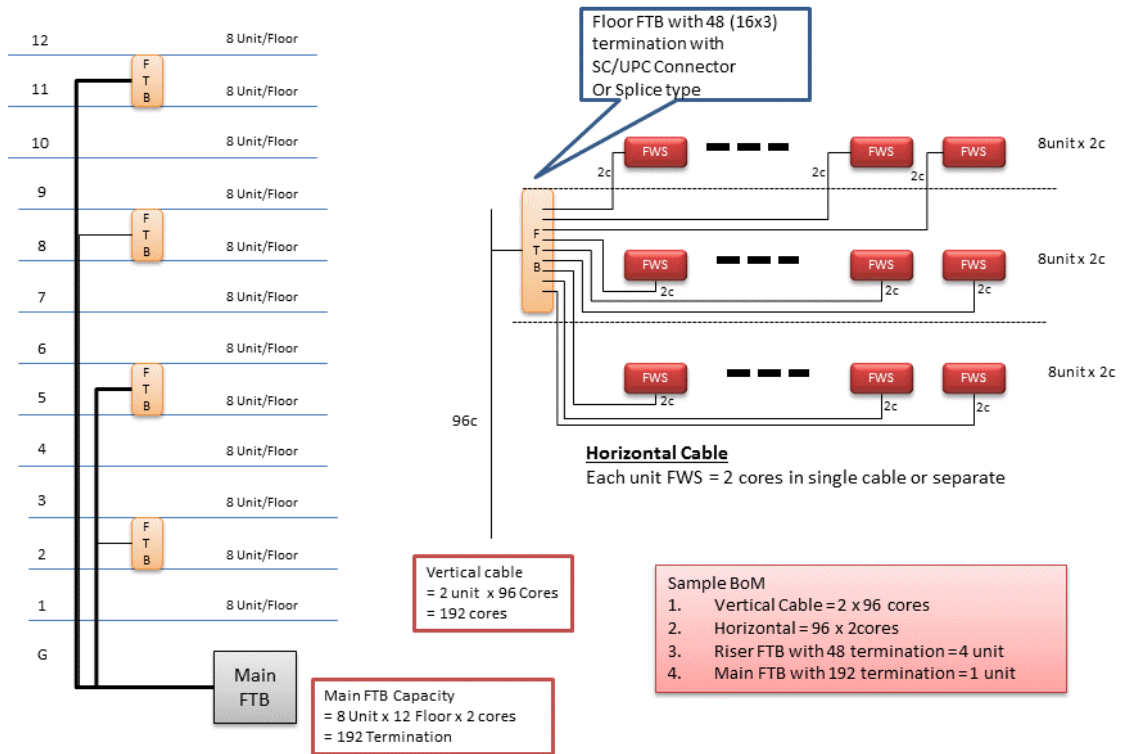 12
8 Unit/Floor
F
T
B
11
8 Unit/Floor
10
8 Unit/Floor
9
8 Unit/Floor
F
T
B
8
8 Unit/Floor
7
8 Unit/Floor
6
8 Unit/Floor
F
T
B
5
8 Unit/Floor
4
8 Unit/Floor
3
8 Unit/Floor
F
T
B
2
8 Unit/Floor
1
8 Unit/Floor
G
Main
FTB
Main FTB Capacity
= 8 Unit x 12 Floor x 2 cores
= 192 Termination
Floor FTB with 48 (16x3)
termination with
SC/UPC Connector
Or Splice type
FWS
FWS
FWS
8unit x 2c
2c
2c
2c
F
T
B
FWS
FWS
FWS
8unit x 2c
2c
2c
2c
FWS
FWS
FWS
8unit x 2c
2c
2c
2c
96c
Horizontal Cable
Each unit FWS = 2 cores in single cable or separate
Vertical cable
= 2 unit x 96 Cores
= 192 cores
Sample BoM
1. Vertical Cable = 2 x 96 cores
2. Horizontal = 96 x 2cores
3. Riser FTB with 48 termination = 4 unit
4. Main FTB with 192 termination = 1 unit